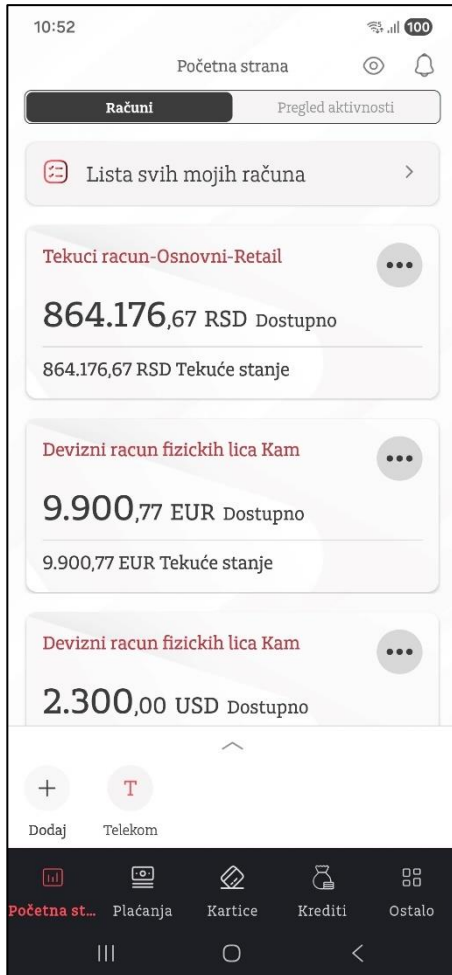 10:52 100
Početna strana
Računi Pregled aktivnosti
Lista svih mojih računa
Tekuci racun-Osnovni-Retail
864.176,67 RSD Dostupno
864.176,67 RSD Tekuće stanje
Devizni racun fizickih lica Kam
9.900,77 EUR Dostupno
9.900,77 EUR Tekuće stanje
Devizni racun fizickih lica Kam
2.300,00 USD Dostupno
T
Dodaj Telekom
Početna st... Plaćanja Kartice Krediti Ostalo